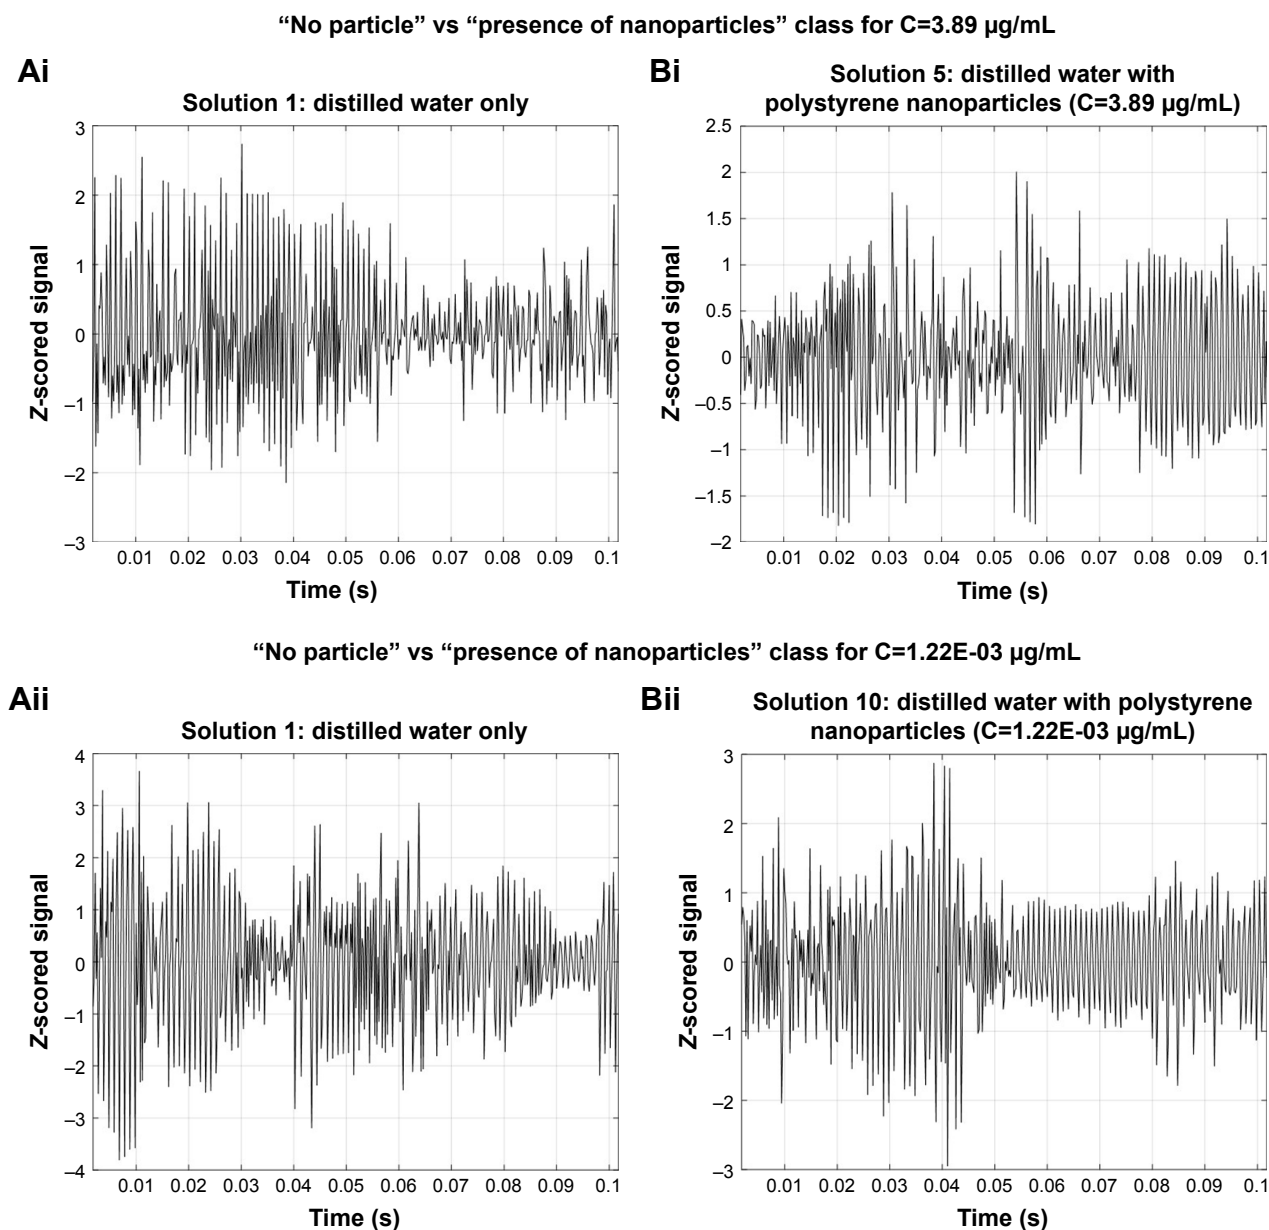 “No particle” vs “presence of nanoparticles” class for C=3.89 µg/mL
Ai
Solution 1: distilled water only
3
2
1
0
–1
–2
–3
Z-scored signal
0.01 0.02 0.03 0.04 0.05 0.06 0.07 0.08 0.09 0.1
Time (s)
Bi
Solution 5: distilled water with
polystyrene nanoparticles (C=3.89 µg/mL)
2.5
2
1.5
1
0.5
0
–0.5
–1
–1.5
–2
Z-scored signal
0.01 0.02 0.03 0.04 0.05 0.06 0.07 0.08 0.09 0.1
Time (s)
“No particle” vs “presence of nanoparticles” class for C=1.22E-03 µg/mL
Aii
Solution 1: distilled water only
4
3
2
1
0
–1
–2
–3
–4
Z-scored signal
0.01 0.02 0.03 0.04 0.05 0.06 0.07 0.08 0.09 0.1
Time (s)
Bii
Solution 10: distilled water with polystyrene
nanoparticles (C=1.22E-03 µg/mL)
3
2
1
0
–1
–2
–3
Z-scored signal
0.01 0.02 0.03 0.04 0.05 0.06 0.07 0.08 0.09 0.1
Time (s)